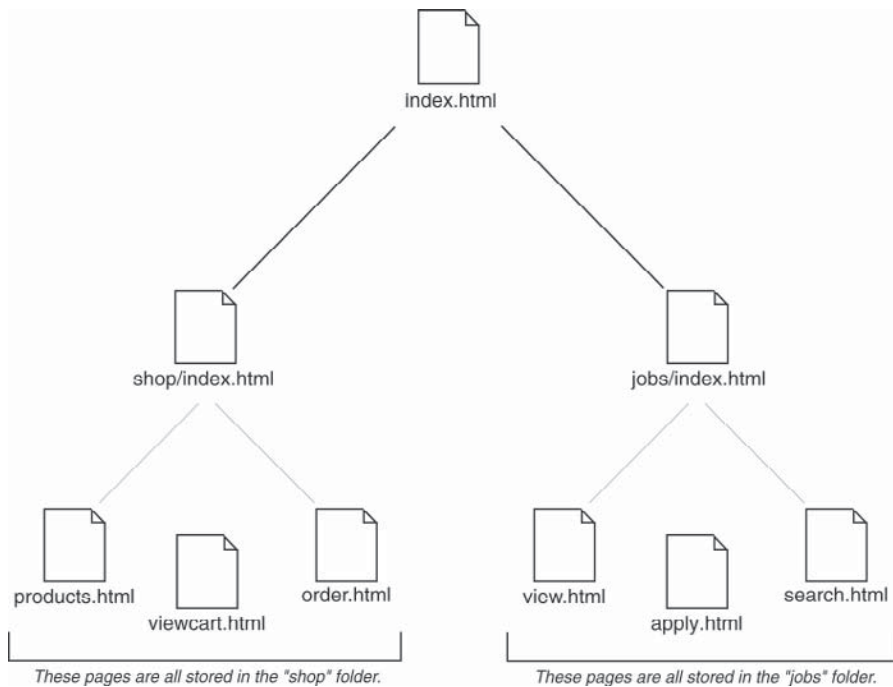 index.html
shop/index.html
jobs/index.html
products.html
viewcart.html
order.html
view.html
apply.html
search.html
These pages are all stored in the "shop" folder.
These pages are all stored in the "jobs" folder.